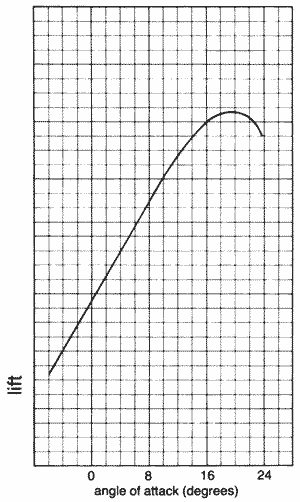 lift
0 8 16 24
angle of attack (degrees)